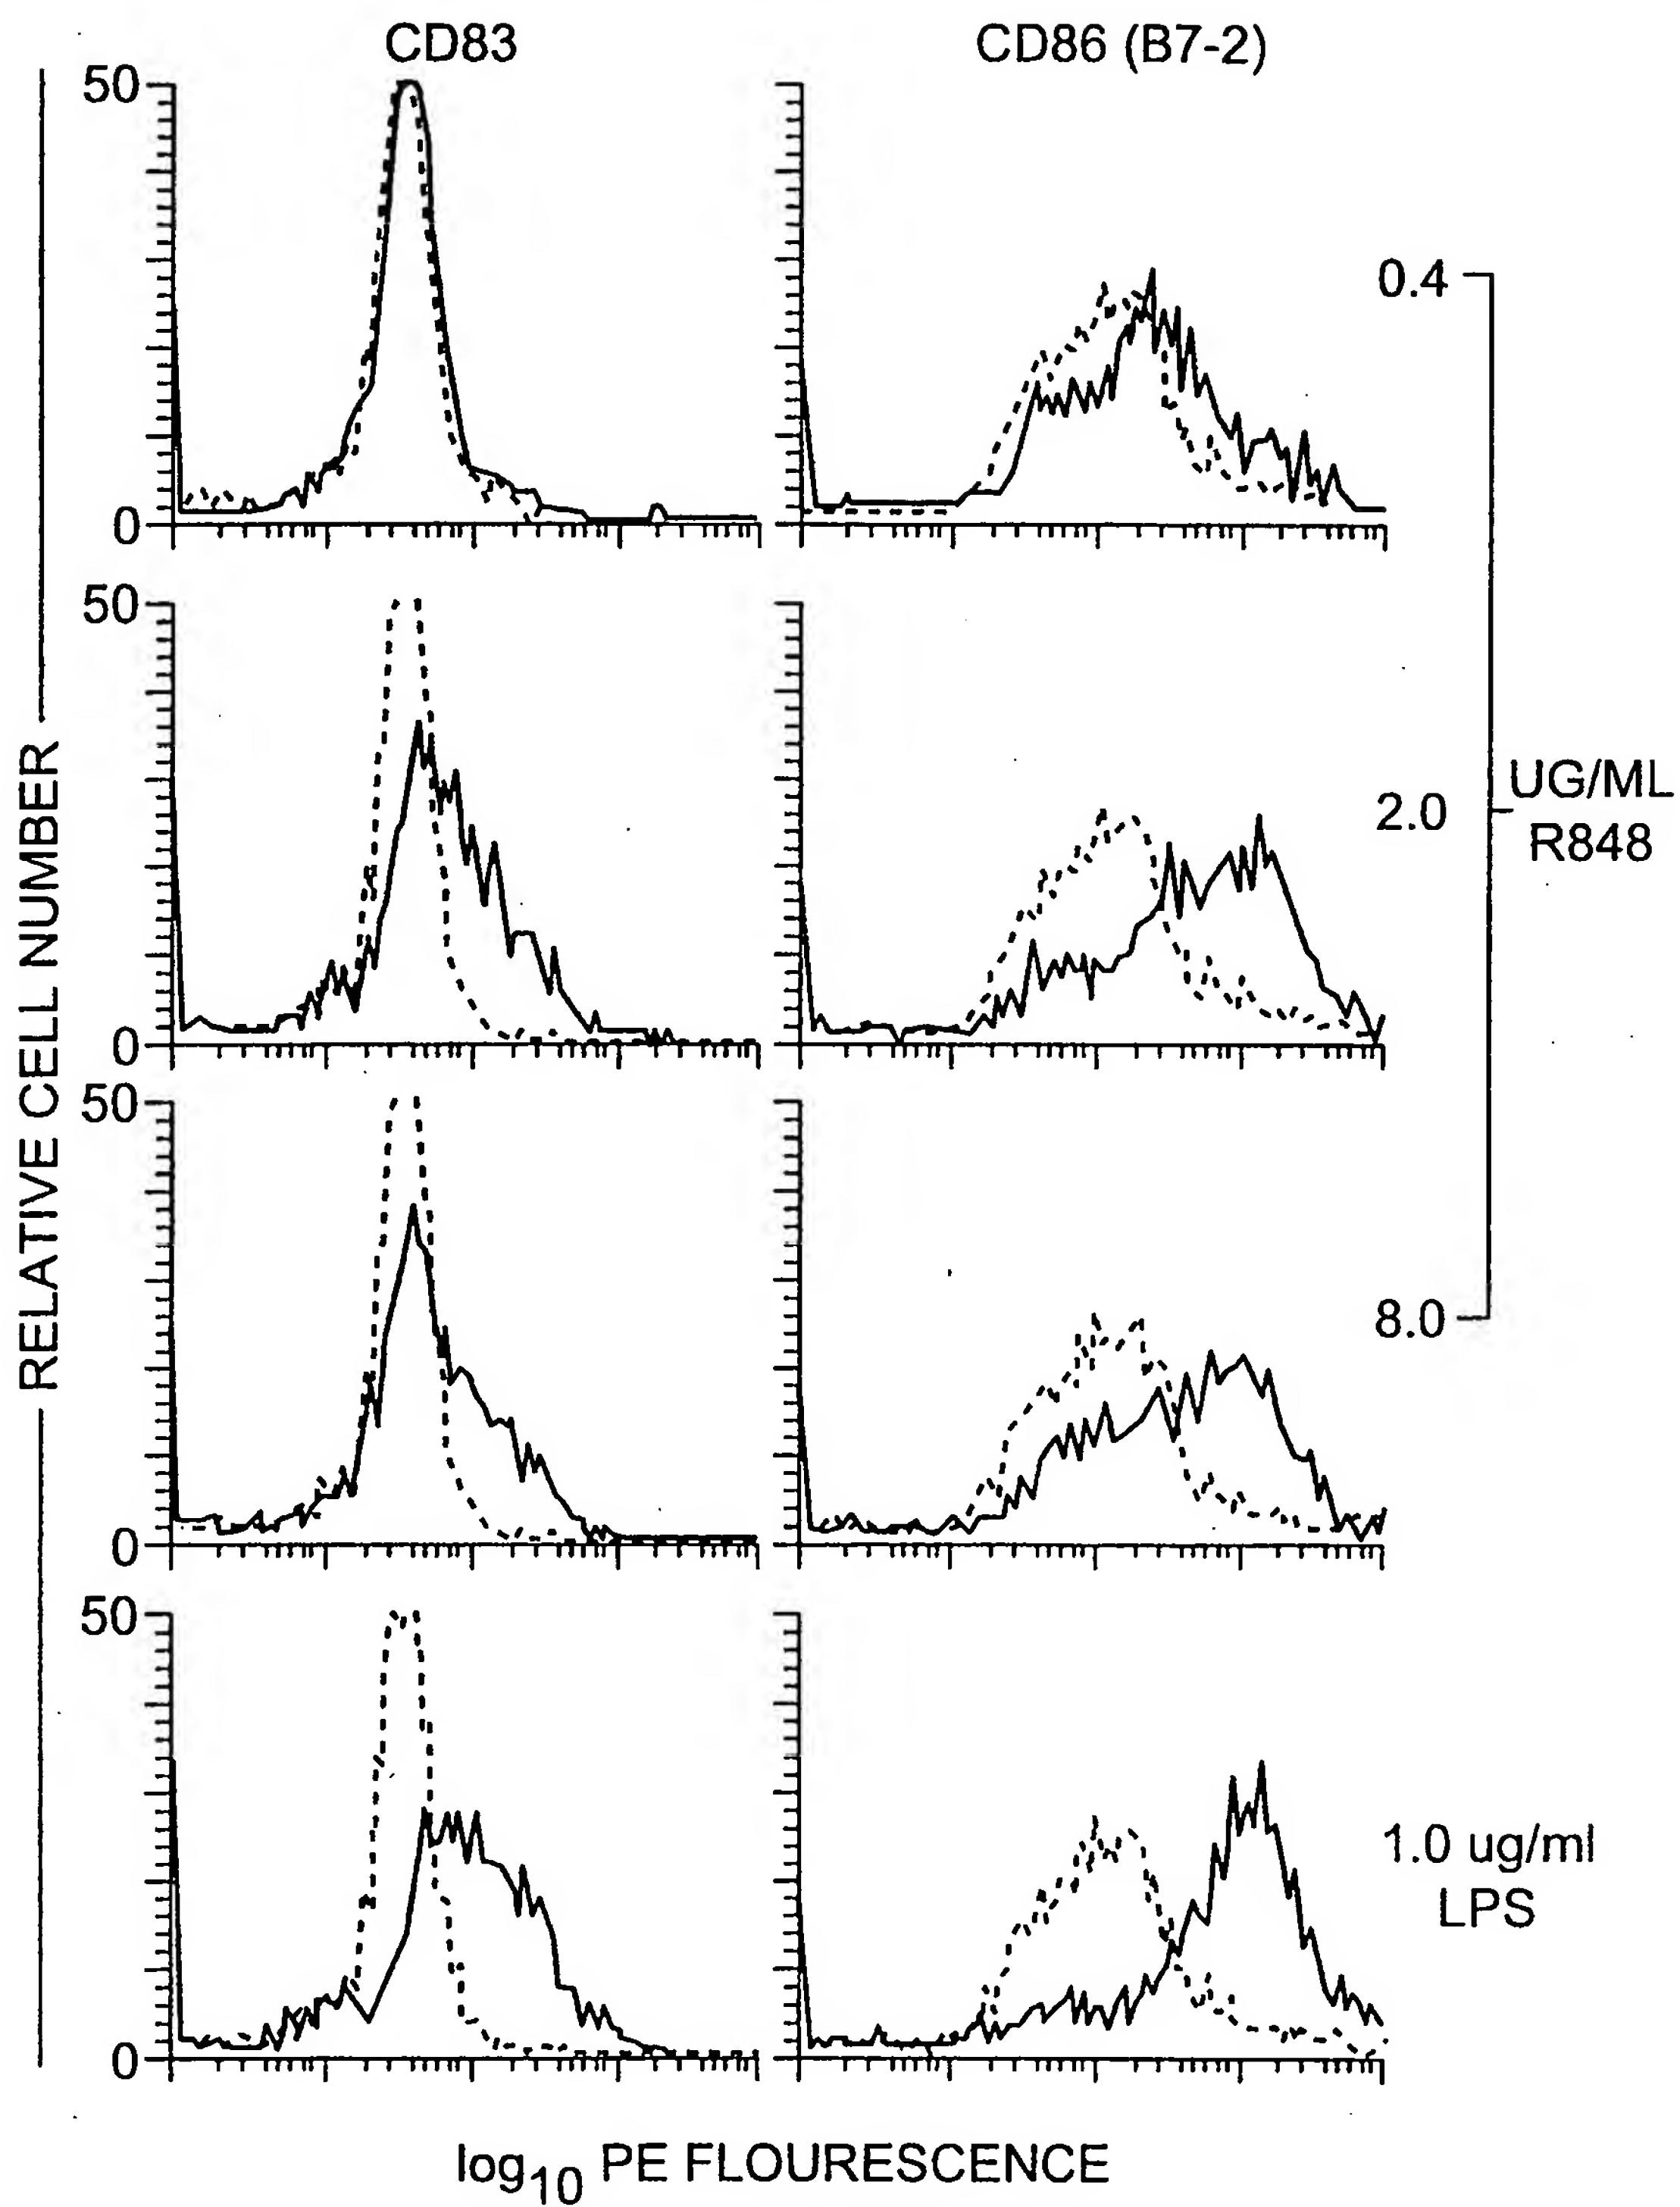 CD83
CD86 (B7-2)
50
0
0.4
50
0
2.0
UG/ML
R848
50
0
8.0
50
0
1.0 ug/ml
LPS
RELATIVE CELL NUMBER
log10 PE FLOURESCENCE